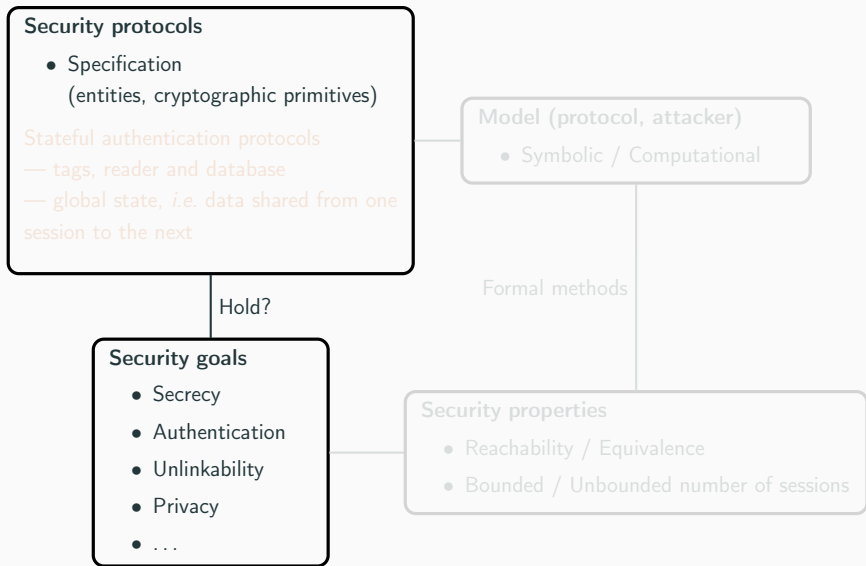 Security protocols
• Specification
(entities, cryptographic primitives)
Stateful authentication protocols
— tags, reader and database
— global state, i.e. data shared from one
session to the next
Model (protocol, attacker)
• Symbolic / Computational
Hold?
Formal methods
Security goals
• Secrecy
• Authentication
• Unlinkability
• Privacy
• ...
Security properties
• Reachability / Equivalence
• Bounded / Unbounded number of sessions